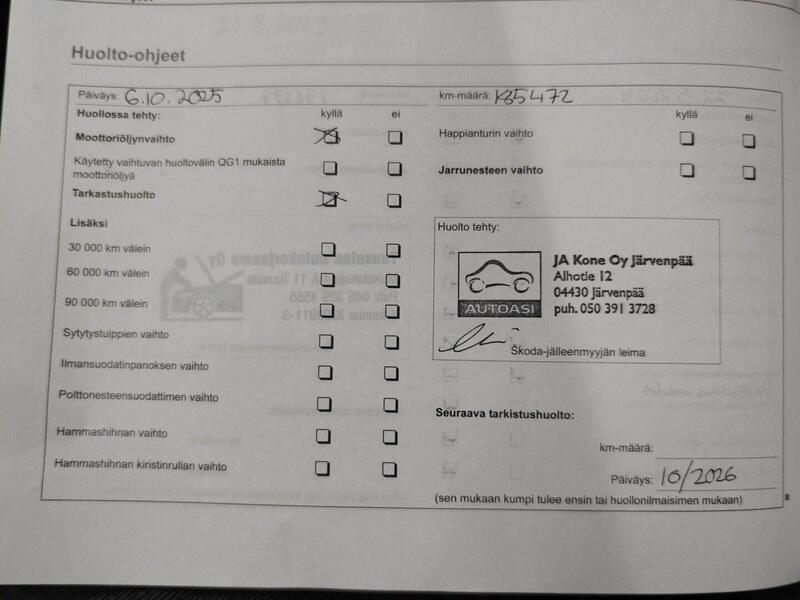 Huolto-ohjeet
Päiväys: 6.10.2025
km-määrä: 185472
Huollossa tehty:
kyllä
ei
Moottoriöljynvaihto
Käytetty vaihtuvan huoltovälin QG1 mukaista
moottoriöljyä
Tarkastushuolto
Lisäksi
30 000 km välein
60 000 km välein
90 000 km välein
Sytytystulppien vaihto
Ilmansuodatinpanoksen vaihto
Polttonesteensuodattimen vaihto
Hammashihnan vaihto
Hammashihnan kiristinrullan vaihto
kyllä
ei
Happianturin vaihto
Jarrunesteen vaihto
Huolto tehty:
AUTOASI
JA Kone Oy Järvenpää
Alhotie 12
04430 Järvenpää
puh. 050 391 3728
Škoda-jälleenmyyjän leima
Seuraava tarkistushuolto:
km-määrä:
Päiväys: 10/2026
(sen mukaan kumpi tulee ensin tai huollonilmaisimen mukaan)